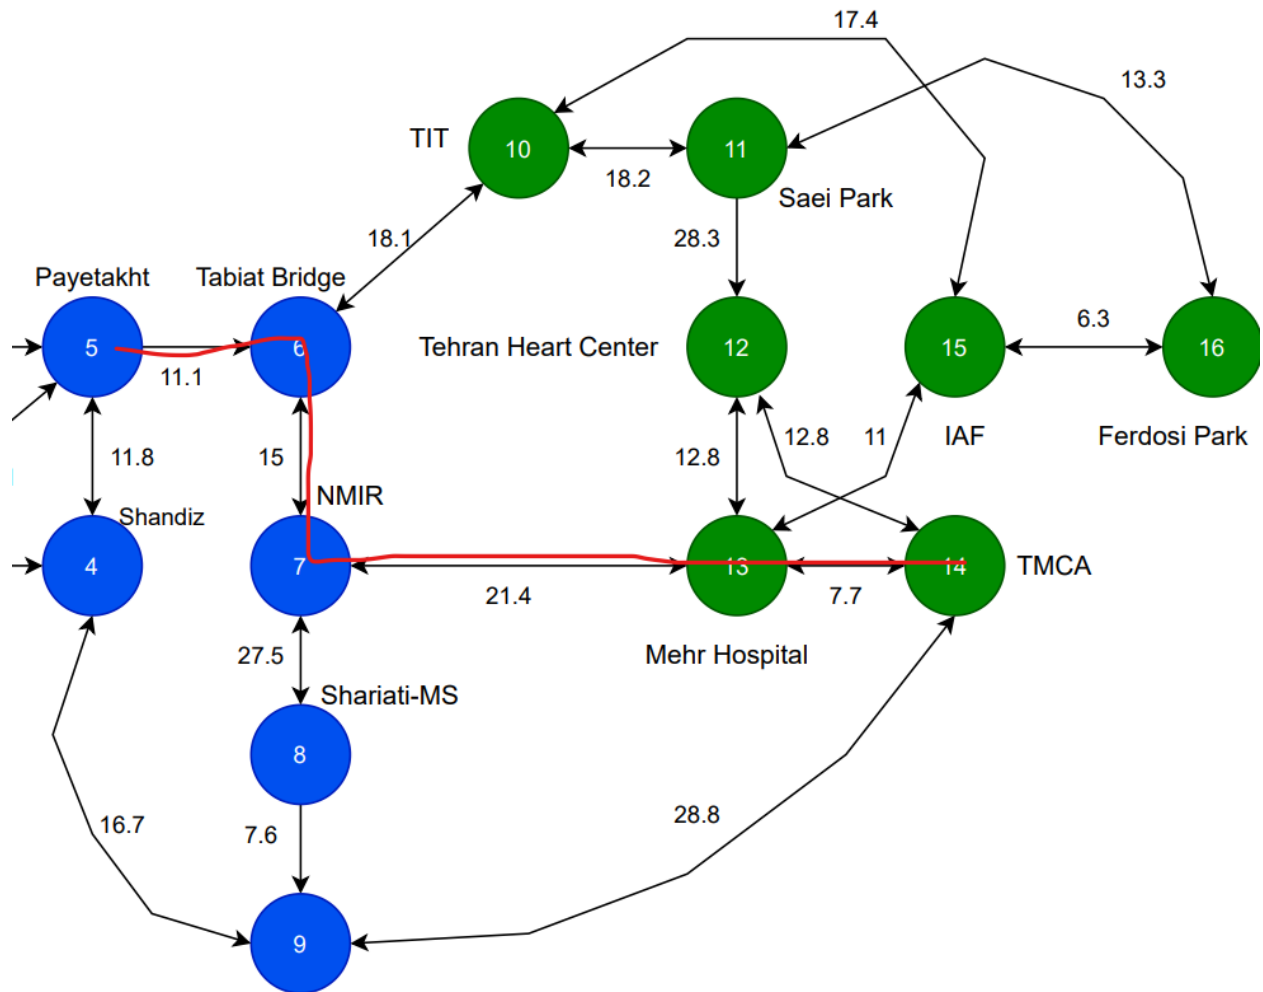 17.4
13.3
TIT
10
11
18.2
Saei Park
18.1
28.3
Payetakht
Tabiat Bridge
5
6
Tehran Heart Center
12
15
16
6.3
11.1
11.8
15
12.8
12.8
11
IAF
Ferdosi Park
NMIR
Shandiz
4
7
13
14
TMCA
21.4
7.7
27.5
Mehr Hospital
Shariati-MS
8
16.7
7.6
28.8
9